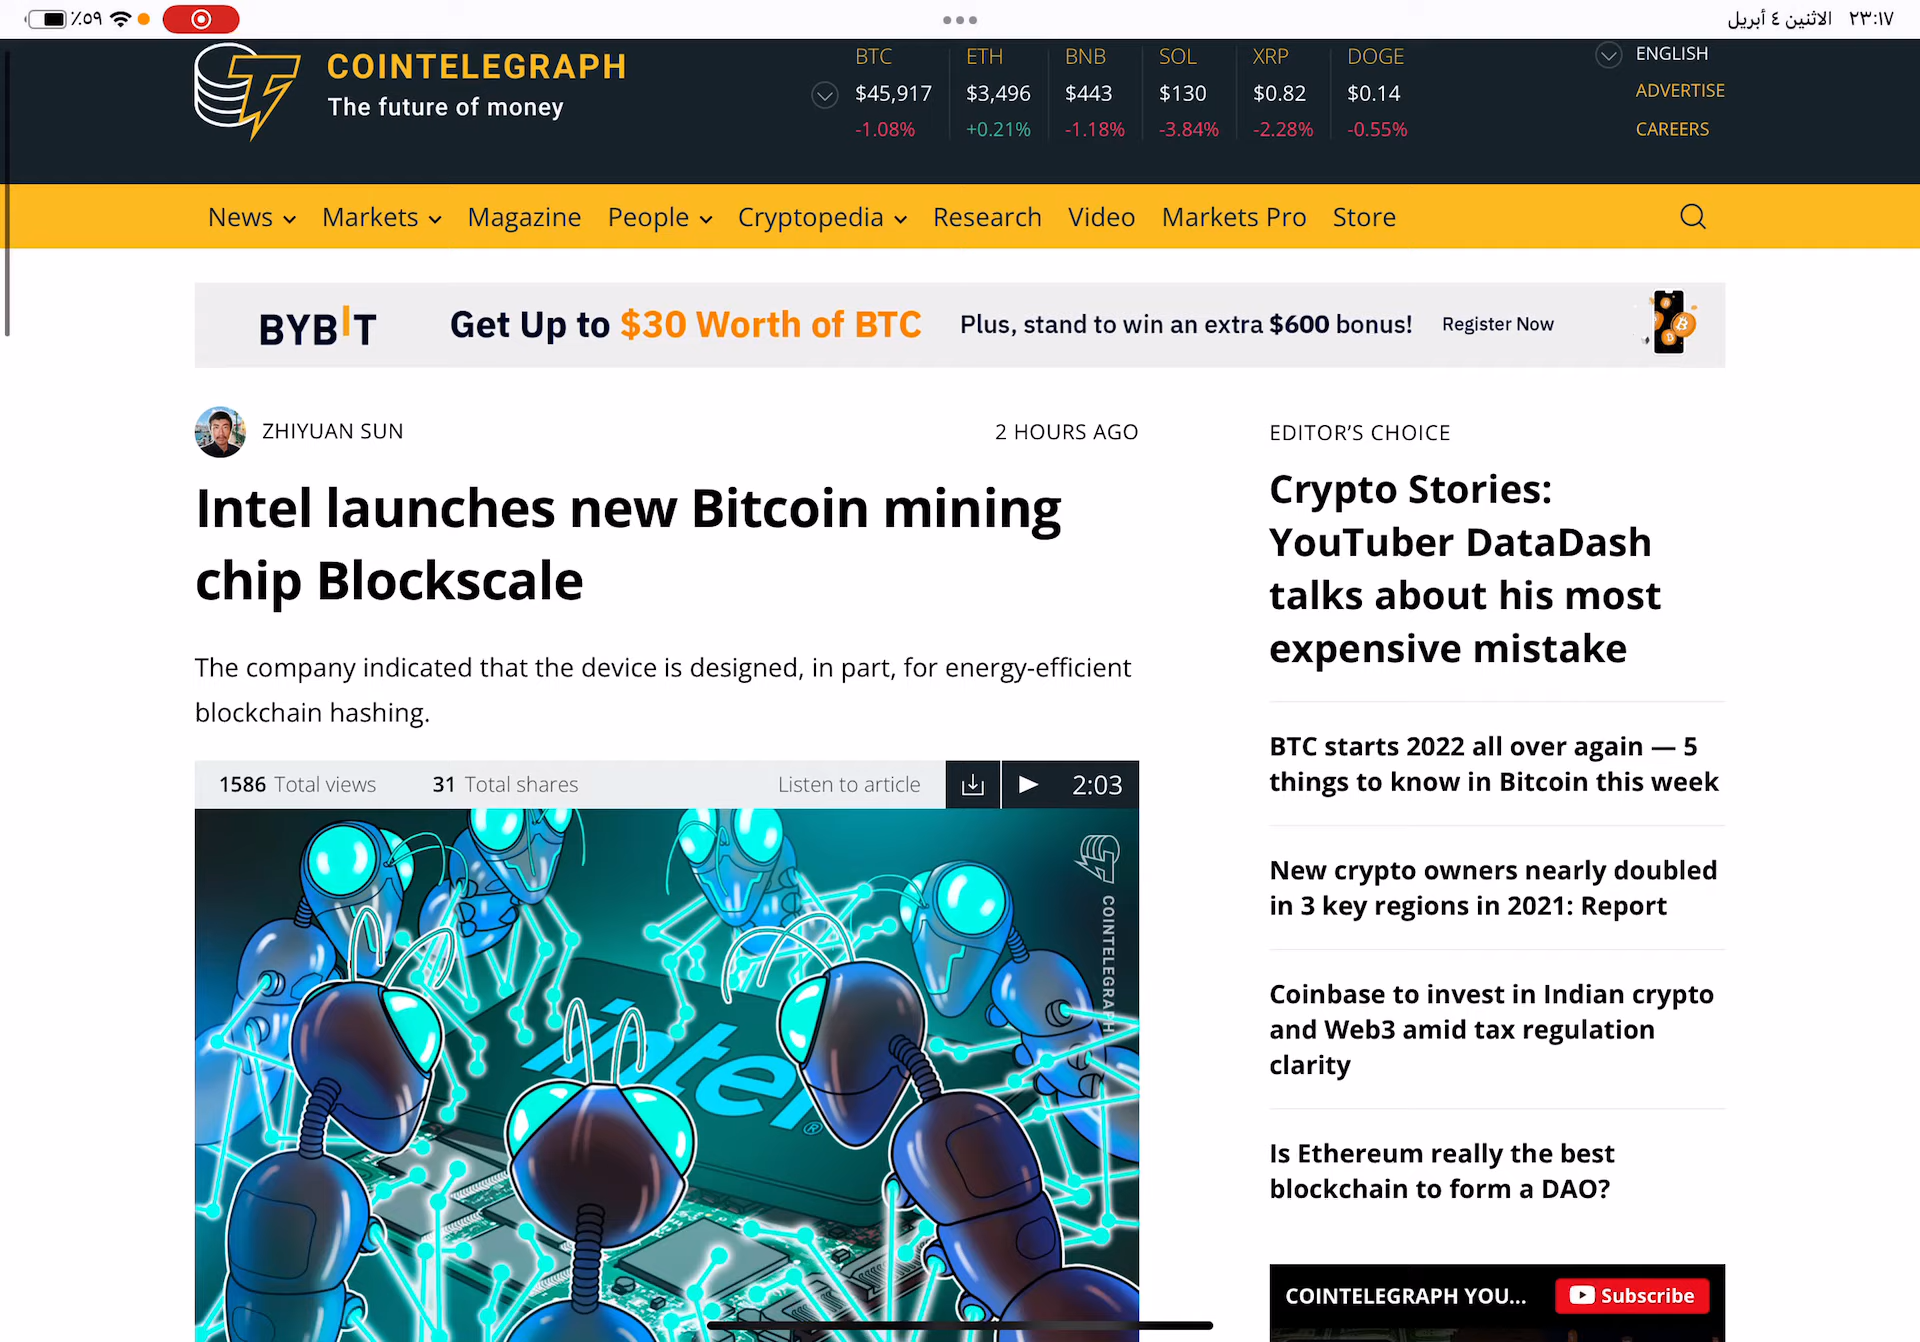 ٪٥٩
٢٣:١٧ الاثنين ٤ أبريل
COINTELEGRAPH
The future of money
BTC ETH BNB SOL XRP DOGE
$45,917 $3,496 $443 $130 $0.82 $0.14
-1.08% +0.21% -1.18% -3.84% -2.28% -0.55%
ENGLISH
ADVERTISE
CAREERS
News Markets Magazine People Cryptopedia Research Video Markets Pro Store
BYBIT Get Up to $30 Worth of BTC Plus, stand to win an extra $600 bonus! Register Now
ZHIYUAN SUN 2 HOURS AGO
Intel launches new Bitcoin mining
chip Blockscale
The company indicated that the device is designed, in part, for energy-efficient
blockchain hashing.
1586 Total views 31 Total shares Listen to article 2:03
COINTELEGRAPH
intel®
EDITOR'S CHOICE
Crypto Stories:
YouTuber DataDash
talks about his most
expensive mistake
BTC starts 2022 all over again — 5
things to know in Bitcoin this week
New crypto owners nearly doubled
in 3 key regions in 2021: Report
Coinbase to invest in Indian crypto
and Web3 amid tax regulation
clarity
Is Ethereum really the best
blockchain to form a DAO?
COINTELEGRAPH YOU... Subscribe